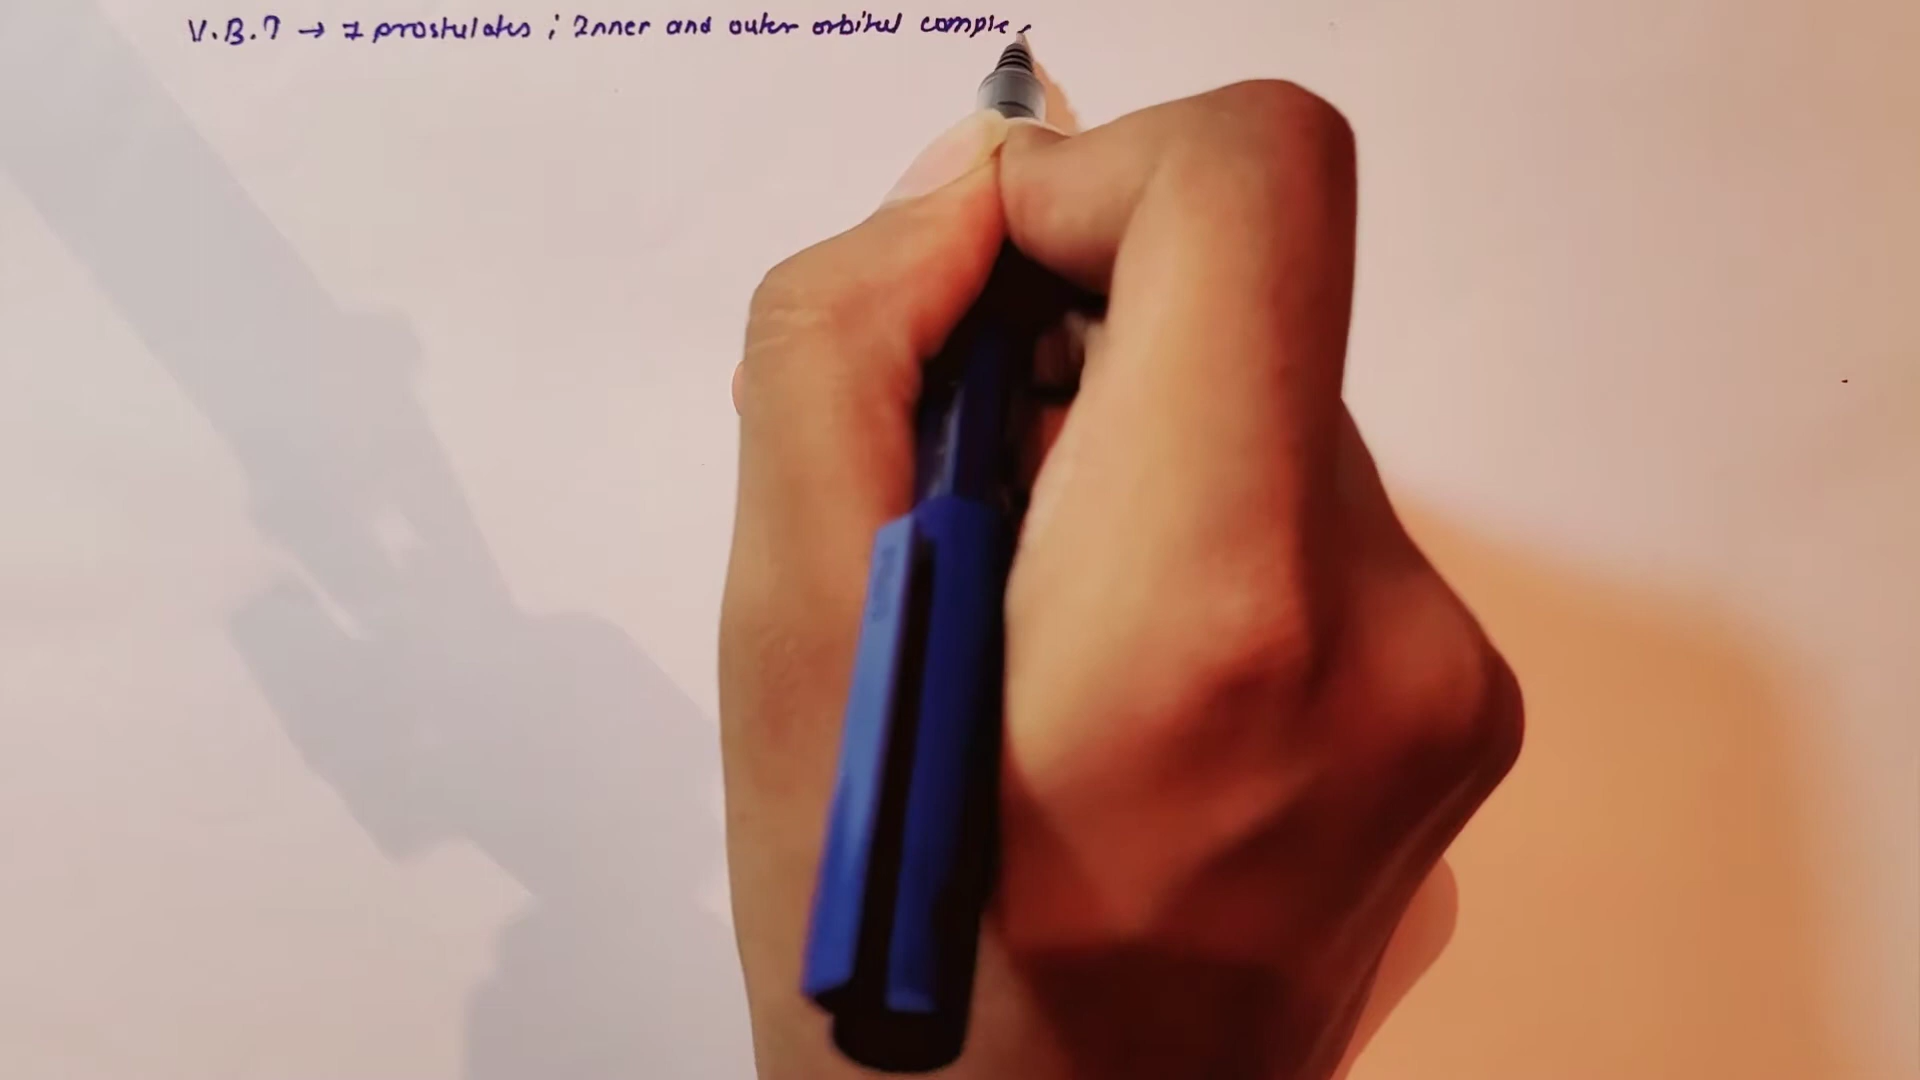 V.B.T → 7 prostulates ; Inner and outer orbital comple